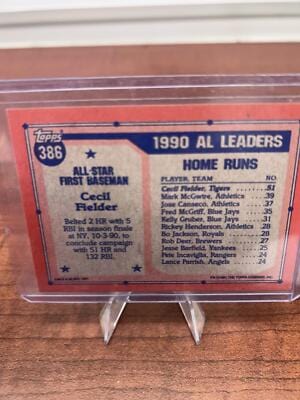 Topps
386
ALL-STAR
FIRST BASEMAN
Cecil
Fielder
Belted 2 HR with 5
RBI in season finale
at NY, 10-3-90, to
conclude campaign
with 51 HR and
132 RBI.
1990 AL LEADERS
HOME RUNS
PLAYER, TEAM NO.
Cecil Fielder, Tigers 51
Mark McGwire, Athletics 39
Jose Canseco, Athletics 37
Fred McGriff, Blue Jays 35
Kelly Gruber, Blue Jays 31
Rickey Henderson, Athletics 28
Bo Jackson, Royals 28
Rob Deer, Brewers 27
Jesse Barfield, Yankees 25
Pete Incaviglia, Rangers 24
Lance Parrish, Angels 24